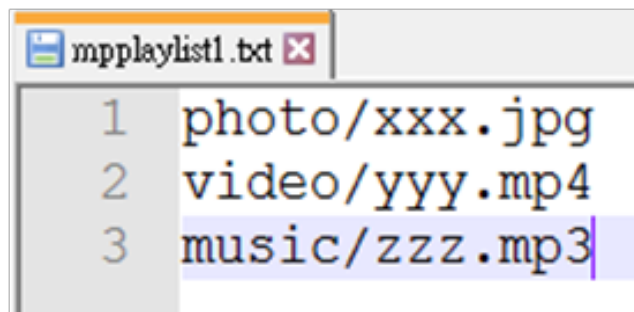 mpplaylist1.txt
1 photo/xxx.jpg
2 video/yyy.mp4
3 music/zzz.mp3